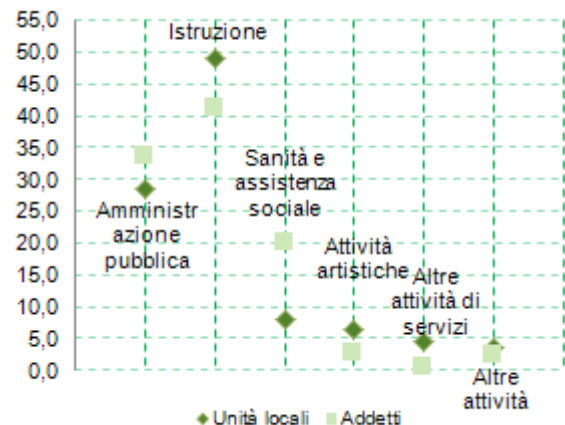 55,0
50,0
45,0
40,0
35,0
30,0
25,0
20,0
15,0
10,0
5,0
0,0
Istruzione
Sanità e
assistenza
sociale
Amministr
azione
pubblica
Attività
artistiche
Altre
attività di
servizi
Altre
attività
Unità locali
Addetti